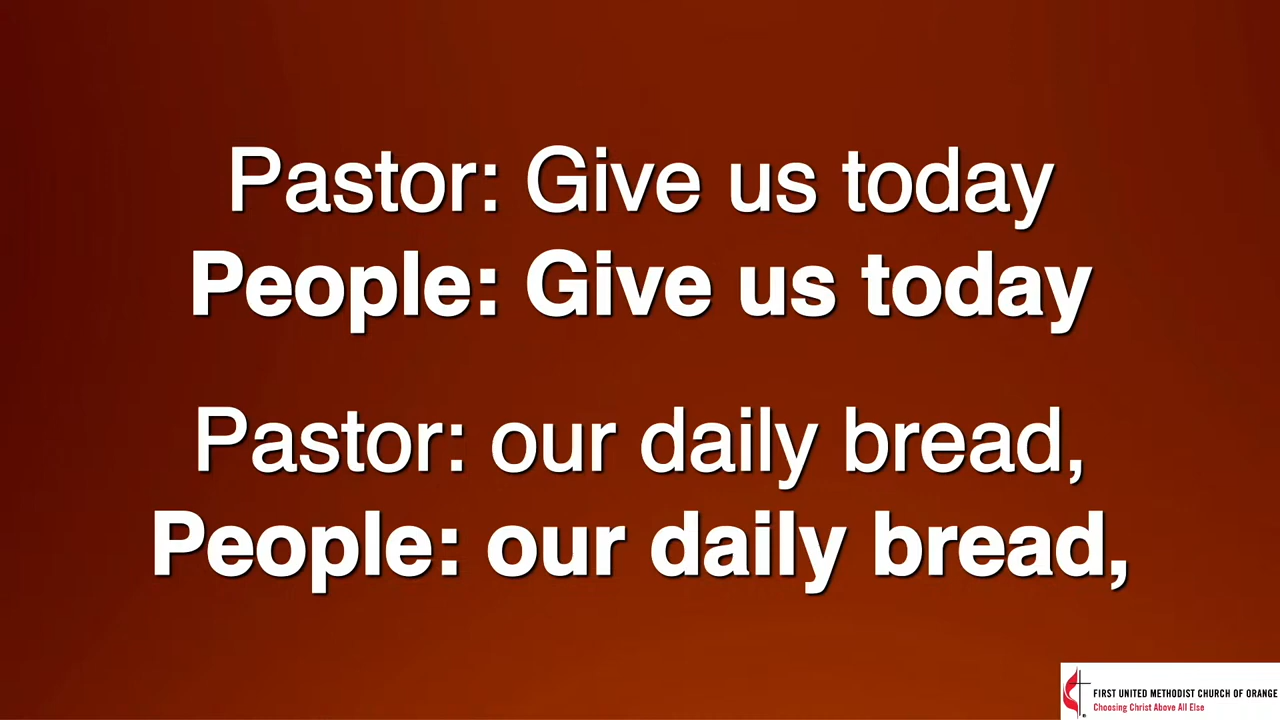 Pastor: Give us today
People: Give us today
Pastor: our daily bread,
People: our daily bread,
FIRST UNITED METHODIST CHURCH OF ORANGE
Choosing Christ Above All Else